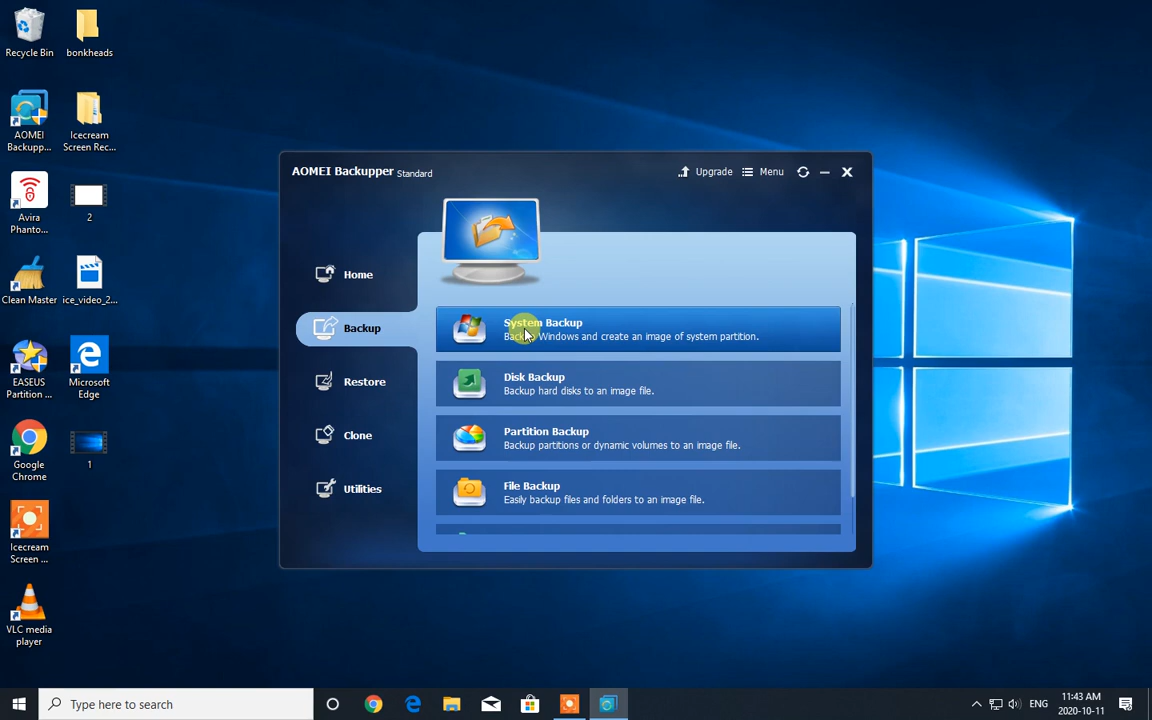 Recycle Bin
bonkheads
AOMEI
Backupp...
Icecream
Screen Rec...
Avira
Phanto...
2
Clean Master
ice_video_2...
EASEUS
Partition ...
Microsoft
Edge
Google
Chrome
1
Icecream
Screen ...
VLC media
player
AOMEI Backupper Standard
Upgrade
Menu
Home
Backup
Restore
Clone
Utilities
System Backup
Backup Windows and create an image of system partition.
Disk Backup
Backup hard disks to an image file.
Partition Backup
Backup partitions or dynamic volumes to an image file.
File Backup
Easily backup files and folders to an image file.
Type here to search
ENG
11:43 AM
2020-10-11